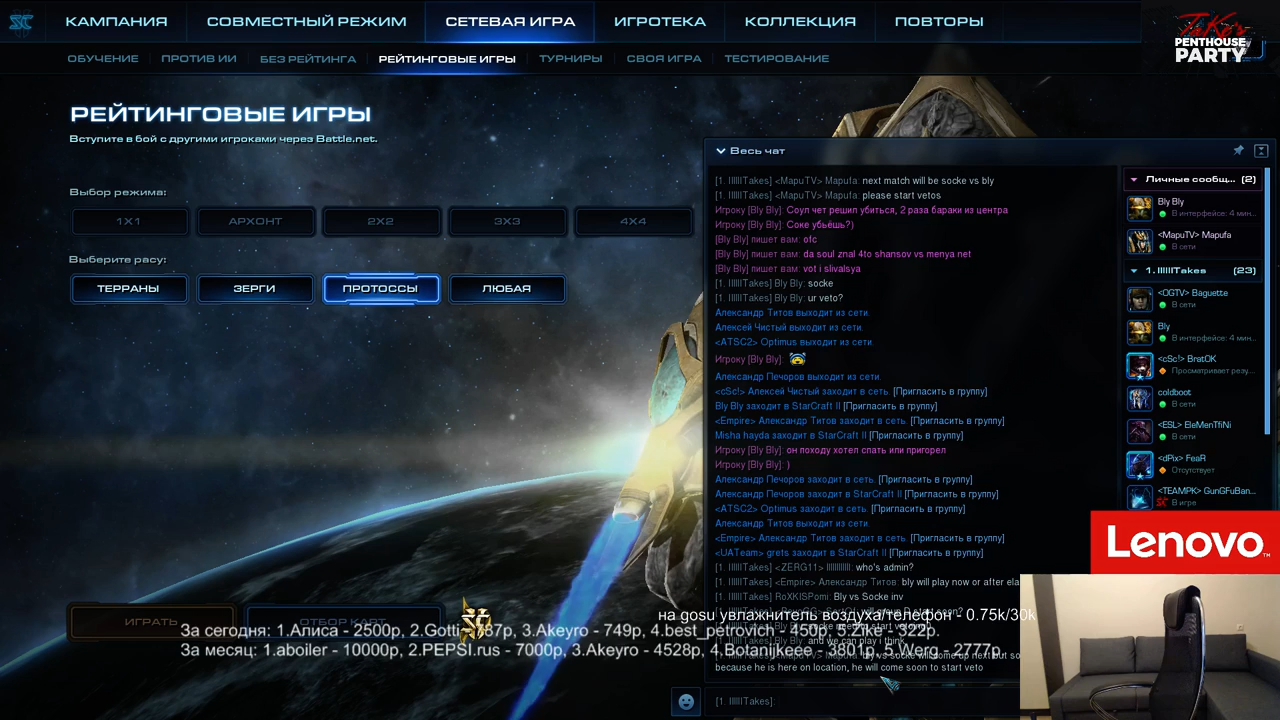 КАМПАНИЯ СОВМЕСТНЫЙ РЕЖИМ СЕТЕВАЯ ИГРА ИГРОТЕКА КОЛЛЕКЦИЯ ПОВТОРЫ
PENTHOUSE
PARTY
ОБУЧЕНИЕ ПРОТИВ ИИ БЕЗ РЕЙТИНГА РЕЙТИНГОВЫЕ ИГРЫ ТУРНИРЫ СВОЯ ИГРА ТЕСТИРОВАНИЕ
РЕЙТИНГОВЫЕ ИГРЫ
Вступите в бой с другими игроками через Battle.net.
Выбор режима:
1X1 АРХОНТ 2X2 3X3 4X4
Выберите расу:
ТЕРРАНЫ ЗЕРГИ ПРОТОССЫ ЛЮБАЯ
Весь чат
[1. IIIIIITakes] <MapuTV> Mapufa: next match will be socke vs bly
[1. IIIIIITakes] <MapuTV> Mapufa: please start vetos
Игроку [Bly Bly]: Соул чет решил убиться, 2 раза бараки из центра
Игроку [Bly Bly]: Соке убьёшь?)
[Bly Bly] пишет вам: ofc
[Bly Bly] пишет вам: da soul znal 4to shansov vs menya net
[Bly Bly] пишет вам: vot i slivalsya
[1. IIIIIITakes] Bly Bly: socke
[1. IIIIIITakes] Bly Bly: ur veto?
Александр Титов выходит из сети.
Алексей Чистый выходит из сети.
<ATSC2> Optimus выходит из сети.
Игроку [Bly Bly]:
Александр Печоров выходит из сети.
<cSc!> Алексей Чистый заходит в сеть. [Пригласить в группу]
Bly Bly заходит в StarCraft II [Пригласить в группу]
<Empire> Александр Титов заходит в сеть. [Пригласить в группу]
Misha hayda заходит в StarCraft II [Пригласить в группу]
Игроку [Bly Bly]: он походу хотел спать или пригорел
Игроку [Bly Bly]: )
Александр Печоров заходит в сеть. [Пригласить в группу]
Александр Печоров заходит в StarCraft II [Пригласить в группу]
<ATSC2> Optimus заходит в сеть. [Пригласить в группу]
Александр Титов выходит из сети.
<Empire> Александр Титов заходит в сеть. [Пригласить в группу]
<UATeam> grets заходит в StarCraft II [Пригласить в группу]
[1. IIIIIITakes] <ZERG11> IIIIIIIIIIII: who's admin?
[1. IIIIIITakes] <Empire> Александр Титов: bly will play now or after ela
[1. IIIIIITakes] RoXKISPomi: Bly vs Socke inv
because he is here on location, he will come soon to start veto
[1. IIIIIITakes]:
Личные сообщ... (2)
Bly Bly
В интерфейсе: 4 мин...
<MapuTV> Mapufa
В сети
1. IIIIIITakes (23)
<OGTV> Baguette
В сети
Bly
В интерфейсе: 4 мин...
<cSc!> BratOK
Просматривает резу...
coldboot
В сети
<ESL> EleMenTfiNi
В сети
<dPix> FeaR
Отсутствует
<TEAMPK> GunGFuBan...
В игре
Lenovo
ИГРАТЬ ОТБОР КАРТ
на gosu увлажнитель воздуха/телефон - 0.75k/30k
За сегодня: 1.Алиса - 2500р, 2.Gotti 787р, 3.Akeyro - 749р, 4.best_petrovich - 450р, 5.Zike - 322р.
За месяц: 1.aboiler - 10000р, 2.PEPSI.rus - 7000р, 3.Akeyro - 4528р, 4.Botanijkeee - 3801р, 5.Werg - 2777р.